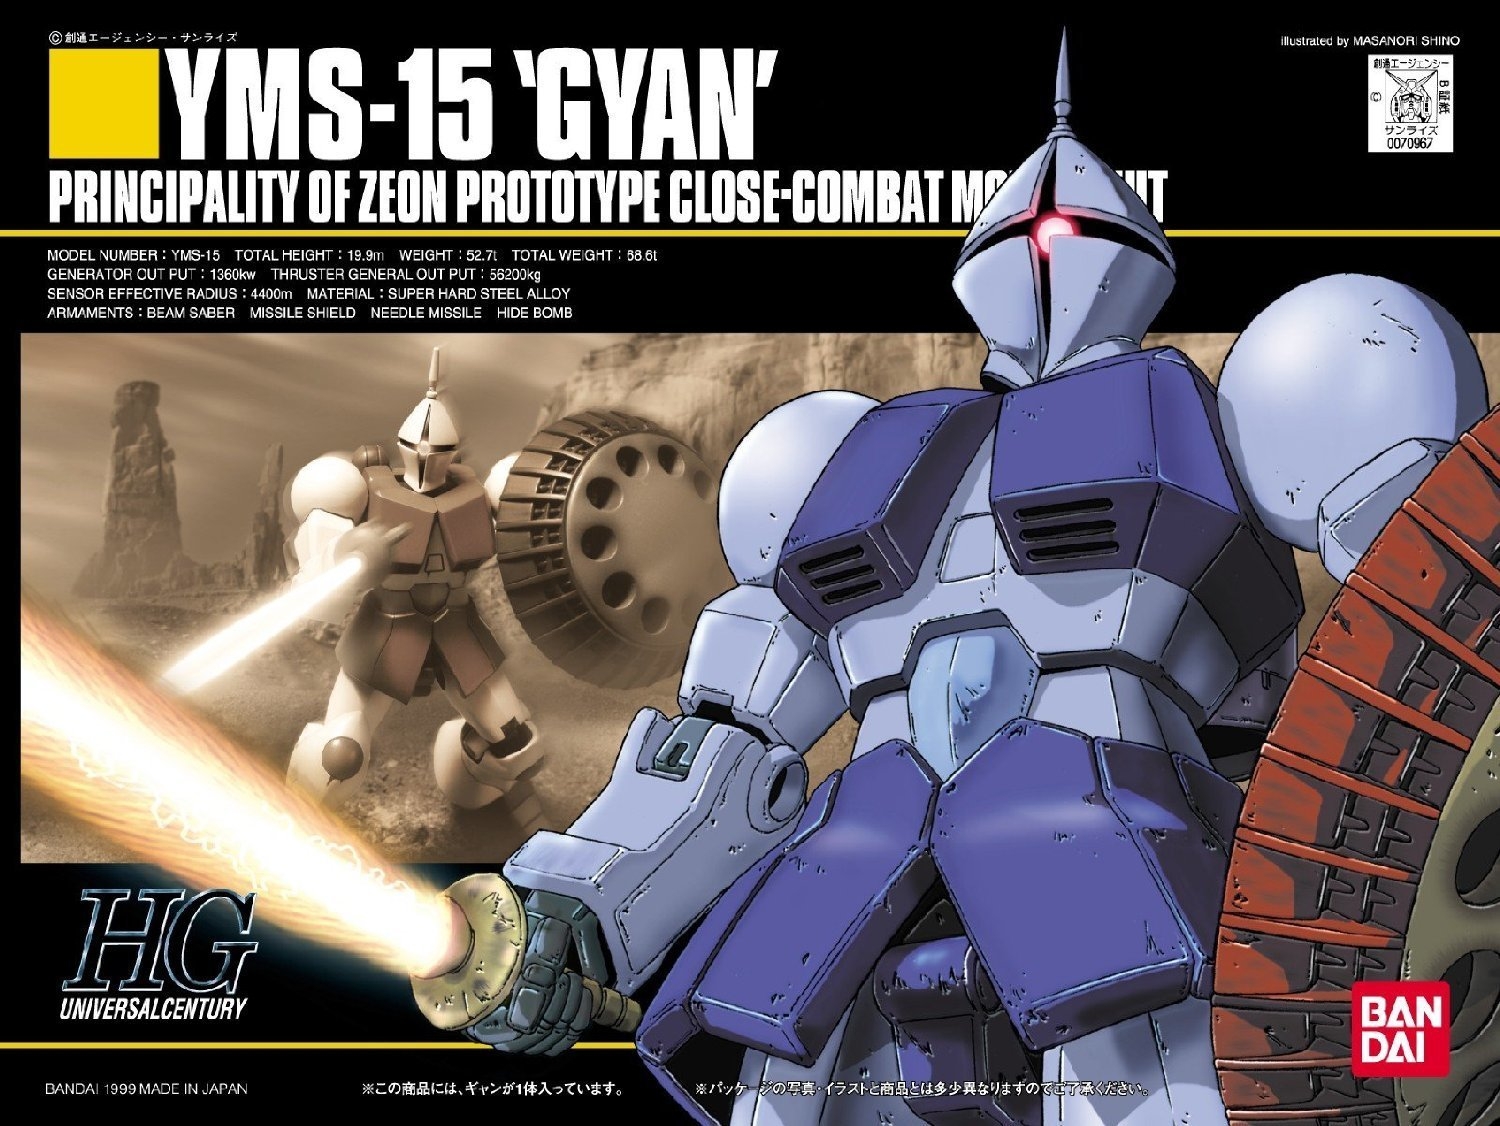 ©創通エージェンシー・サンライズ
illustrated by MASANORI SHINO
YMS-15 'GYAN'
PRINCIPALITY OF ZEON PROTOTYPE CLOSE-COMBAT
創通エージェンシー
サンライズ
©
B証紙
0070967
MODEL NUMBER：YMS-15 TOTAL HEIGHT：19.9m WEIGHT：52.7t TOTAL WEIGHT：68.6t
GENERATOR OUT PUT：1360kw THRUSTER GENERAL OUT PUT：56200kg
SENSOR EFFECTIVE RADIUS：4400m MATERIAL：SUPER HARD STEEL ALLOY
ARMAMENTS：BEAM SABER MISSILE SHIELD NEEDLE MISSILE HIDE BOMB
HG
UNIVERSALCENTURY
BAN
DAI
BANDAI 1999 MADE IN JAPAN
※この商品には、ギャンが1体入っています。
※パッケージの写真・イラストと商品とは多少異なりますのでご了承ください。